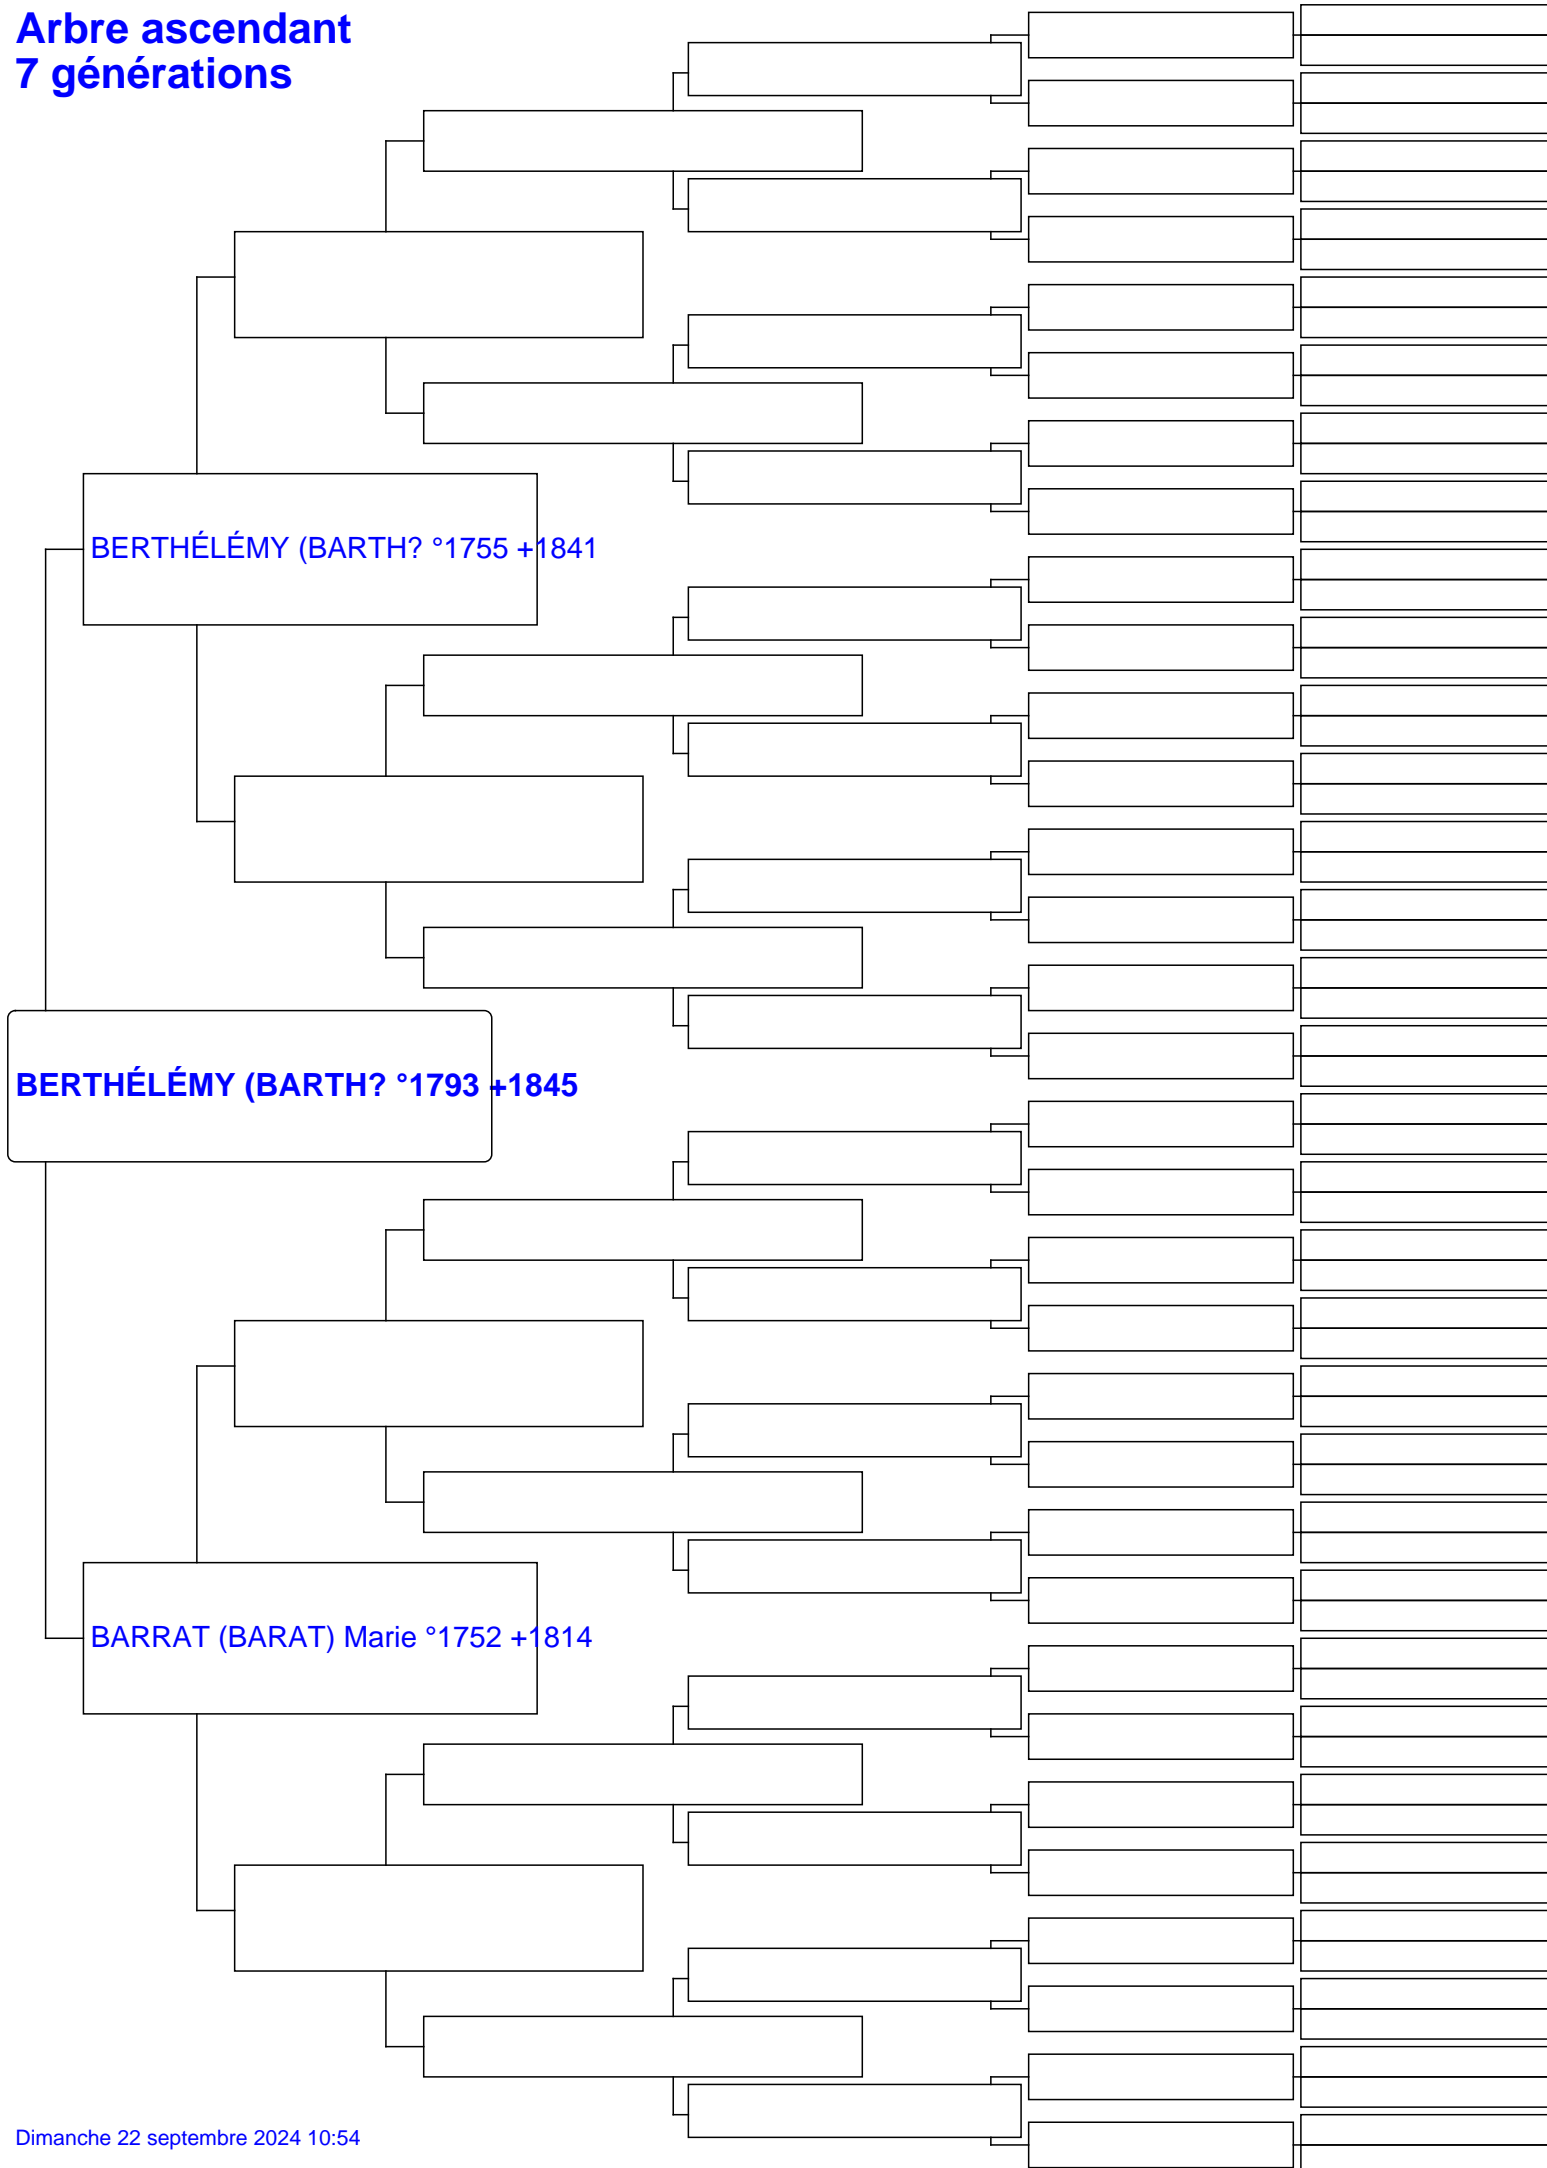 Arbre ascendant
7 générations
BERTHÉLÉMY (BARTH? °1755 +1841
BERTHÉLÉMY (BARTH? °1793 +1845
BARRAT (BARAT) Marie °1752 +1814
Dimanche 22 septembre 2024 10:54